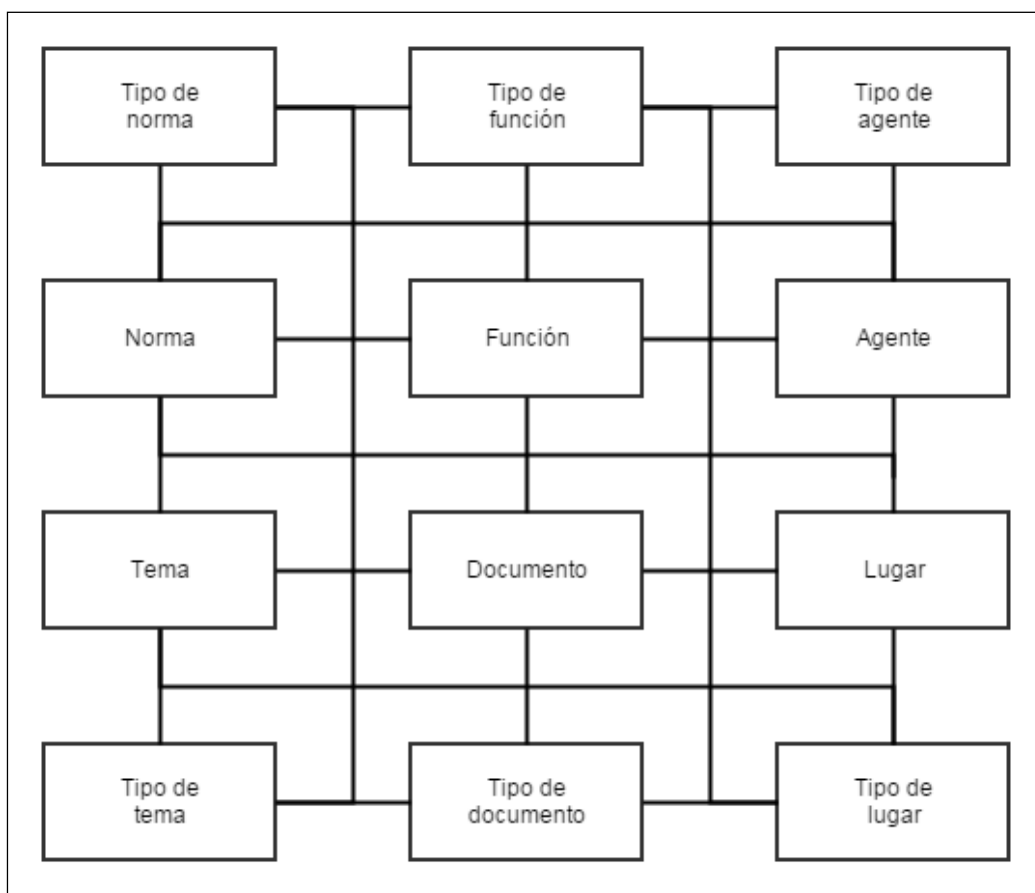 Tipo de
norma
Tipo de
función
Tipo de
agente
Norma
Función
Agente
Tema
Documento
Lugar
Tipo de
tema
Tipo de
documento
Tipo de
lugar